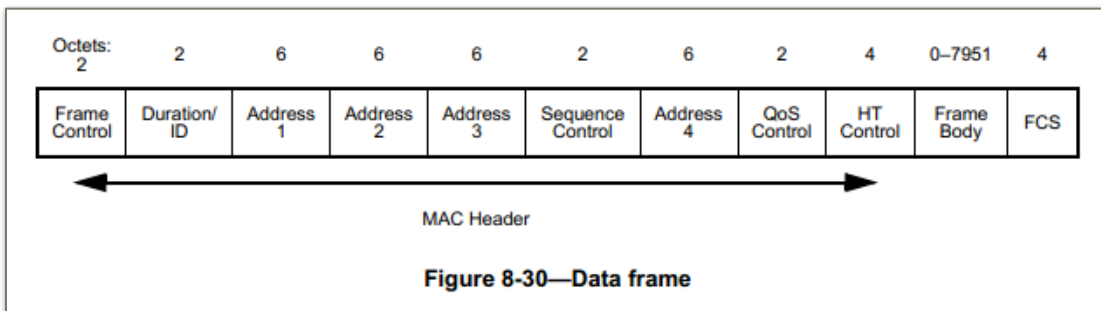 Octets:
2 2 6 6 6 2 6 2 4 0–7951 4
Frame Control Duration/ ID Address 1 Address 2 Address 3 Sequence Control Address 4 QoS Control HT Control Frame Body FCS
MAC Header
Figure 8-30—Data frame